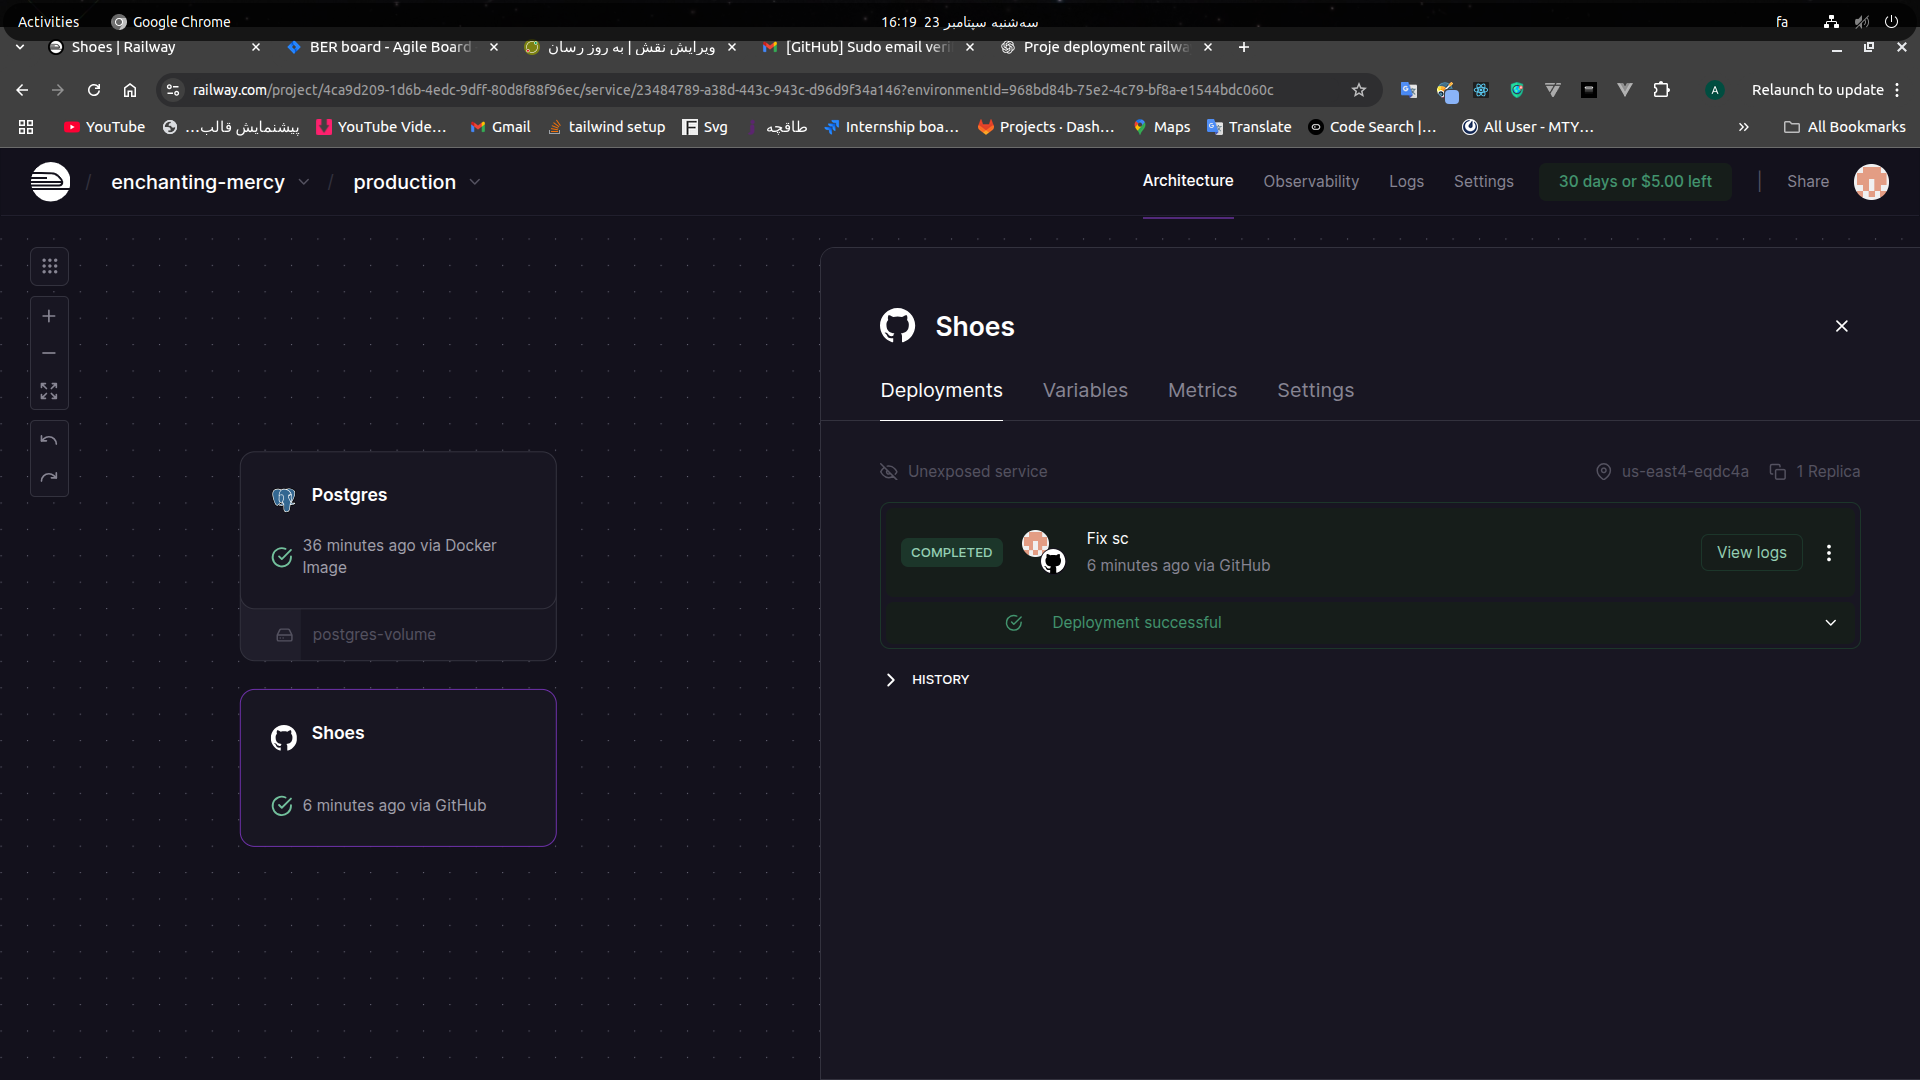 Activities
Google Chrome
16:19 سه‌شنبه سپتامبر 23
fa
Shoes | Railway
BER board - Agile Board
ویرایش نقش | به روز رسان
[GitHub] Sudo email veri
Proje deployment railwa
railway.com/project/4ca9d209-1d6b-4edc-9dff-80d8f88f96ec/service/23484789-a38d-443c-943c-d96d9f34a146?environmentId=968bd84b-75e2-4c79-bf8a-e1544bdc060c
A
Relaunch to update
YouTube
پیشنمایش قالب...
YouTube Vide...
Gmail
tailwind setup
Svg
طاقچه
Internship boa...
Projects · Dash...
Maps
Translate
Code Search |...
All User - MTY...
All Bookmarks
enchanting-mercy
/
production
Architecture
Observability
Logs
Settings
30 days or $5.00 left
Share
Shoes
Deployments
Variables
Metrics
Settings
Unexposed service
us-east4-eqdc4a
1 Replica
COMPLETED
Fix sc
6 minutes ago via GitHub
View logs
Deployment successful
HISTORY
Postgres
36 minutes ago via Docker
Image
postgres-volume
Shoes
6 minutes ago via GitHub